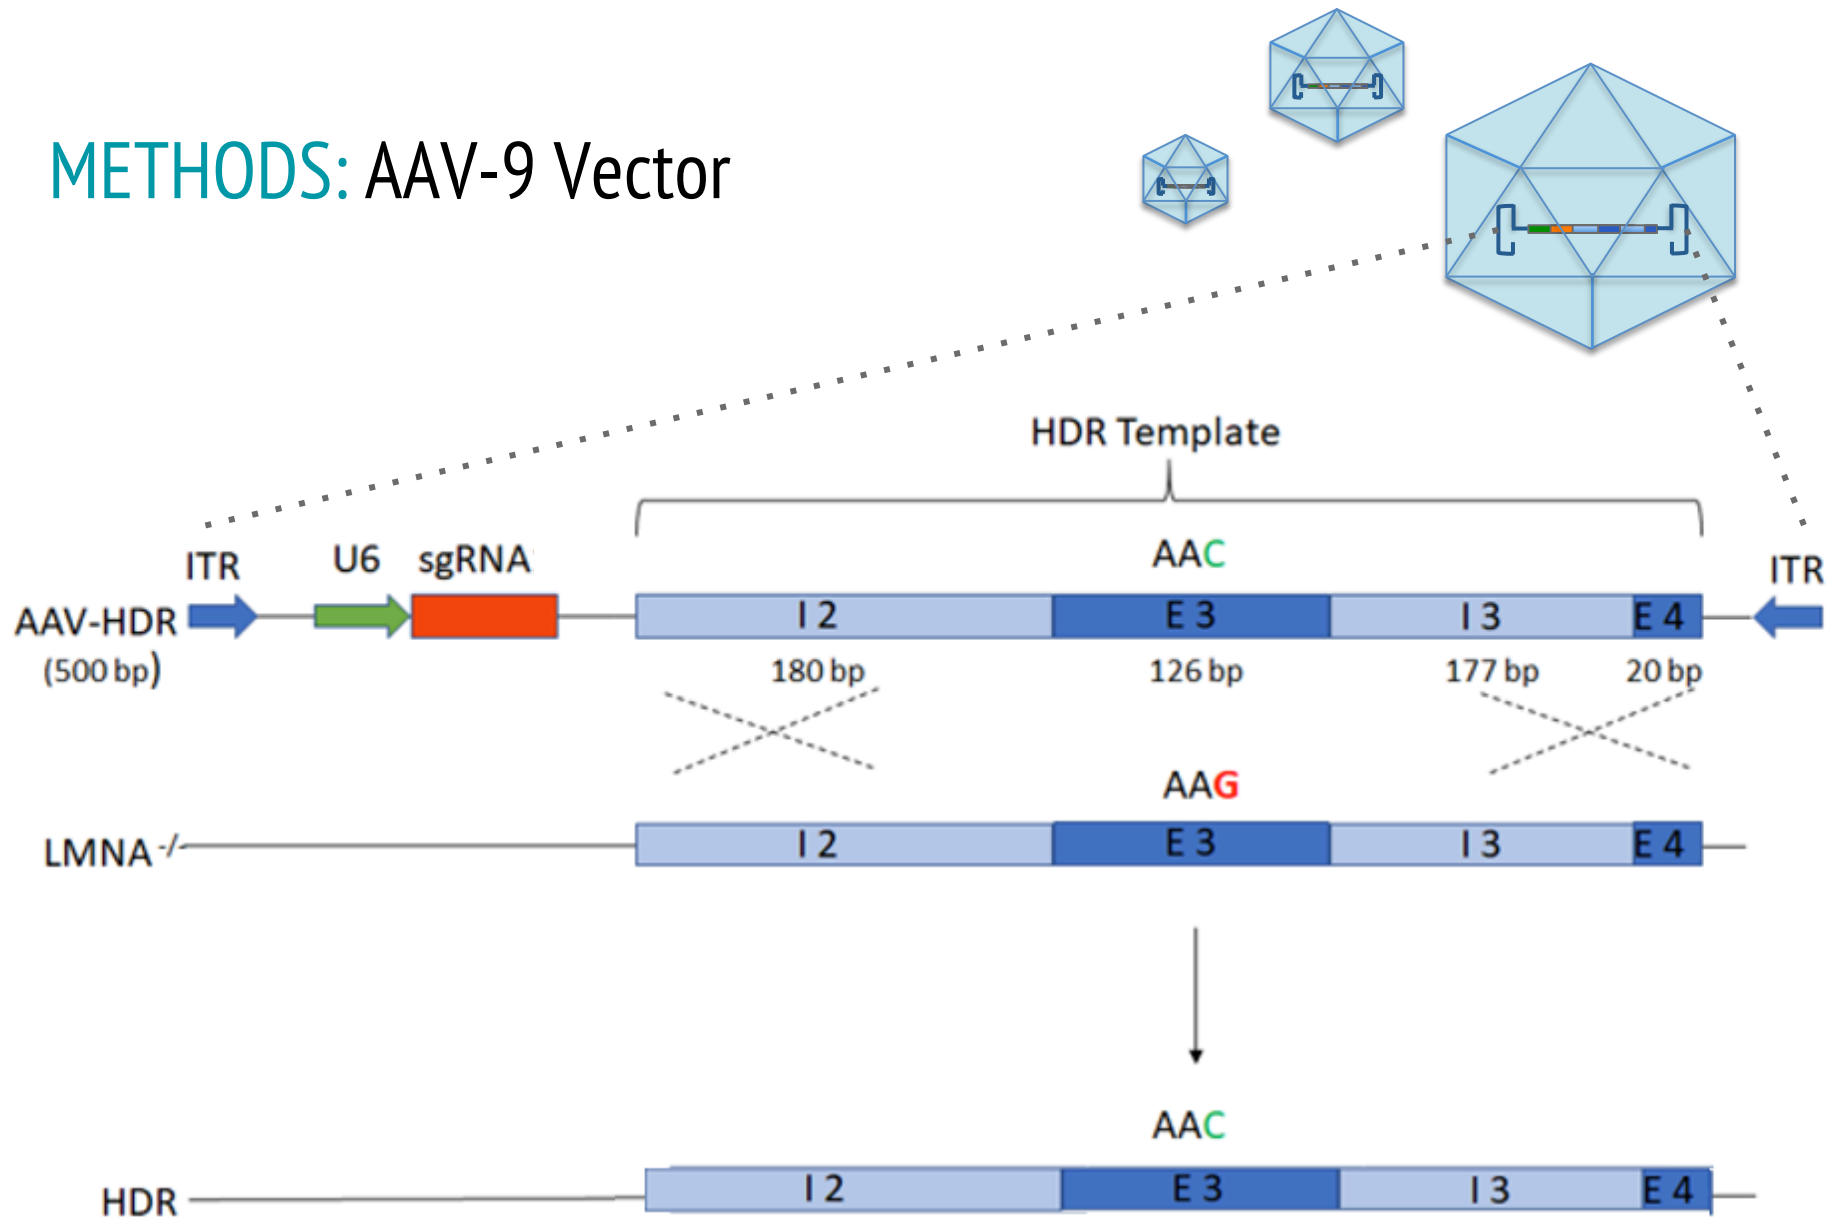 METHODS: AAV-9 Vector
HDR Template
ITR U6 sgRNA AAC ITR
AAV-HDR I 2 E 3 I 3 E 4
(500 bp) 180 bp 126 bp 177 bp 20 bp
AAG
LMNA -/- I 2 E 3 I 3 E 4
AAC
HDR I 2 E 3 I 3 E 4